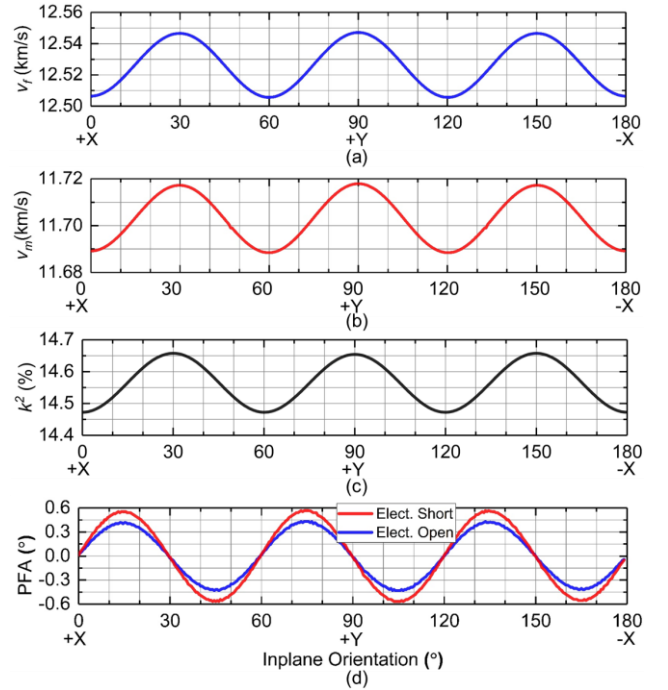 12.56
12.54
12.52
12.50
v_f (km/s)
0 30 60 90 120 150 180
+X +Y -X
(a)
11.72
11.70
11.68
v_m(km/s)
0 30 60 90 120 150 180
+X +Y -X
(b)
14.7
14.6
14.5
14.4
k² (%)
0 30 60 90 120 150 180
+X +Y -X
(c)
0.6
0.3
0.0
-0.3
-0.6
PFA (°)
Elect. Short
Elect. Open
0 30 60 90 120 150 180
+X +Y -X
Inplane Orientation (°)
(d)